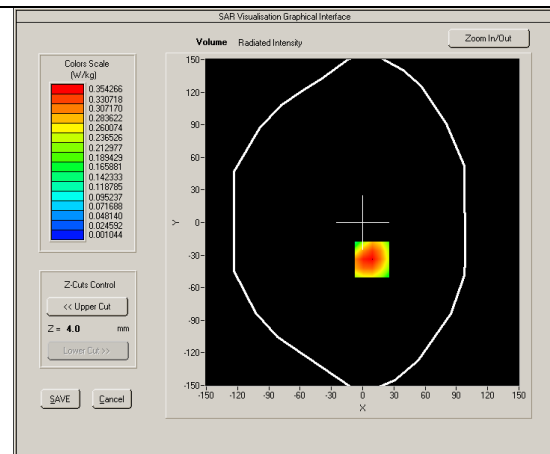 SAR Visualisation Graphical Interface
Volume Radiated Intensity
Zoom In/Out
Colors Scale
(W/kg)
0.354266
0.330718
0.307170
0.283622
0.260074
0.236526
0.212977
0.189429
0.165881
0.142333
0.118785
0.095237
0.071688
0.048140
0.024592
0.001044
Z-Cuts Control
<< Upper Cut
Z = 4.0 mm
Lower Cut >>
SAVE Cancel
150
120
90
60
30
0
-30
-60
-90
-120
-150
Y
-150 -120 -90 -60 -30 0 30 60 90 120 150
X